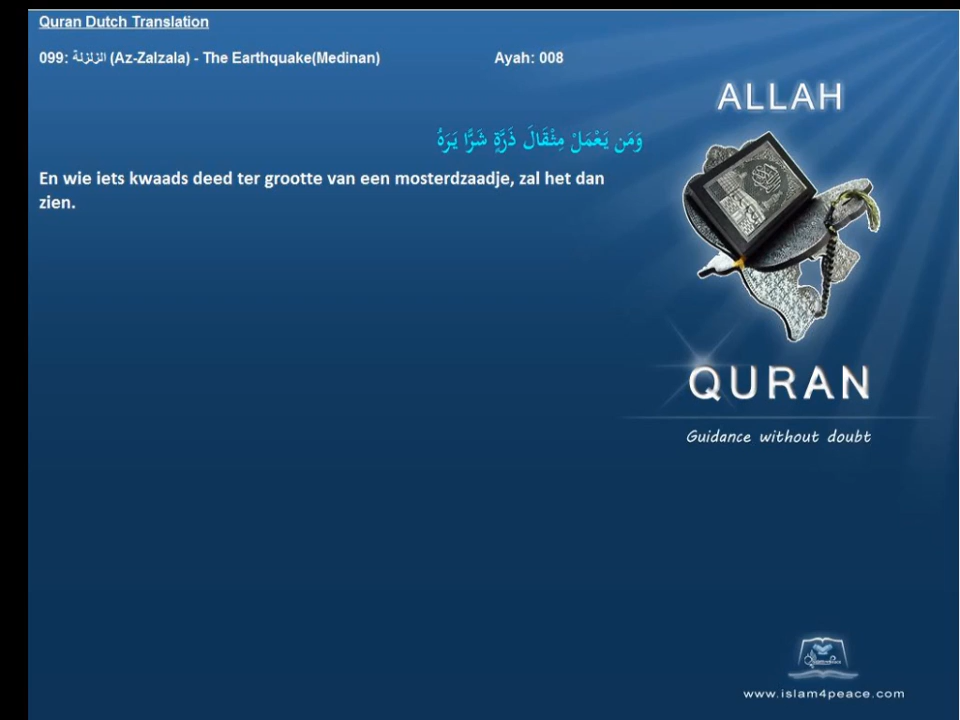 Quran Dutch Translation
099: الزلزلة (Az-Zalzala) - The Earthquake(Medinan) Ayah: 008
وَمَن يَعْمَلْ مِثْقَالَ ذَرَّةٍ شَرًّا يَرَهُ
En wie iets kwaads deed ter grootte van een mosterdzaadje, zal het dan
zien.
ALLAH
QURAN
Guidance without doubt
www.islam4peace.com